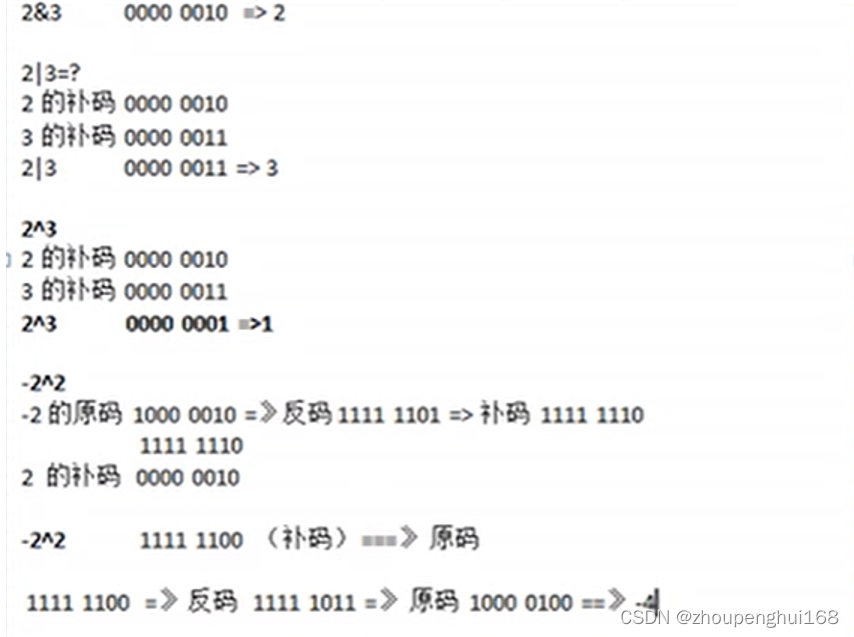 2&3 0000 0010 => 2
2|3=?
2 的补码 0000 0010
3 的补码 0000 0011
2|3 0000 0011 => 3
2^3
2 的补码 0000 0010
3 的补码 0000 0011
2^3 0000 0001 =>1
-2^2
-2 的原码 1000 0010 =》反码 1111 1101 => 补码 1111 1110
1111 1110
2 的补码 0000 0010
-2^2 1111 1100 （补码）===》 原码
1111 1100 =》 反码 1111 1011 =》 原码 1000 0100 ==》 -4
CSDN @zhoupenghui168